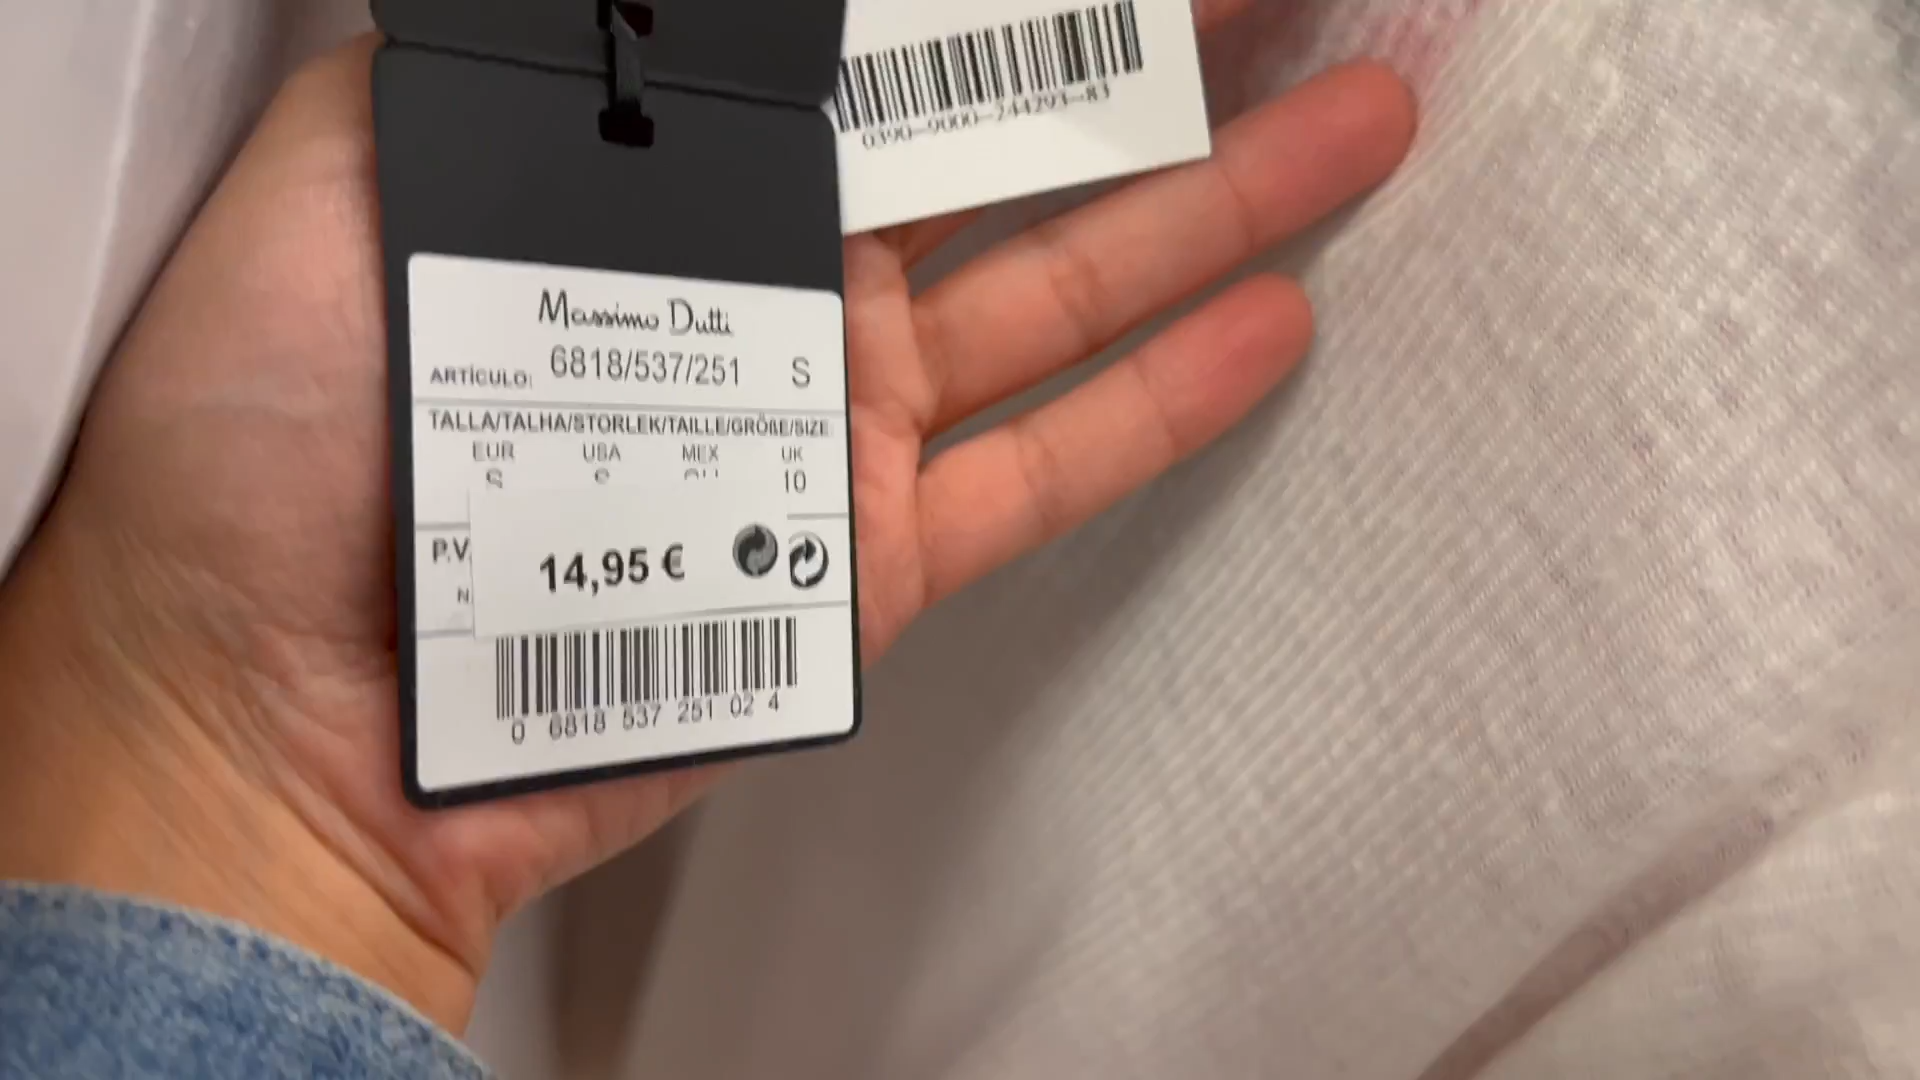 0390-9000-244293-83
Massimo Dutti
ARTÍCULO: 6818/537/251 S
TALLA/TALHA/STORLEK/TAILLE/GRÖßE/SIZE:
EUR USA MEX UK
S S 10
P.V.
N.
14,95 €
0 6818 537 251 02 4